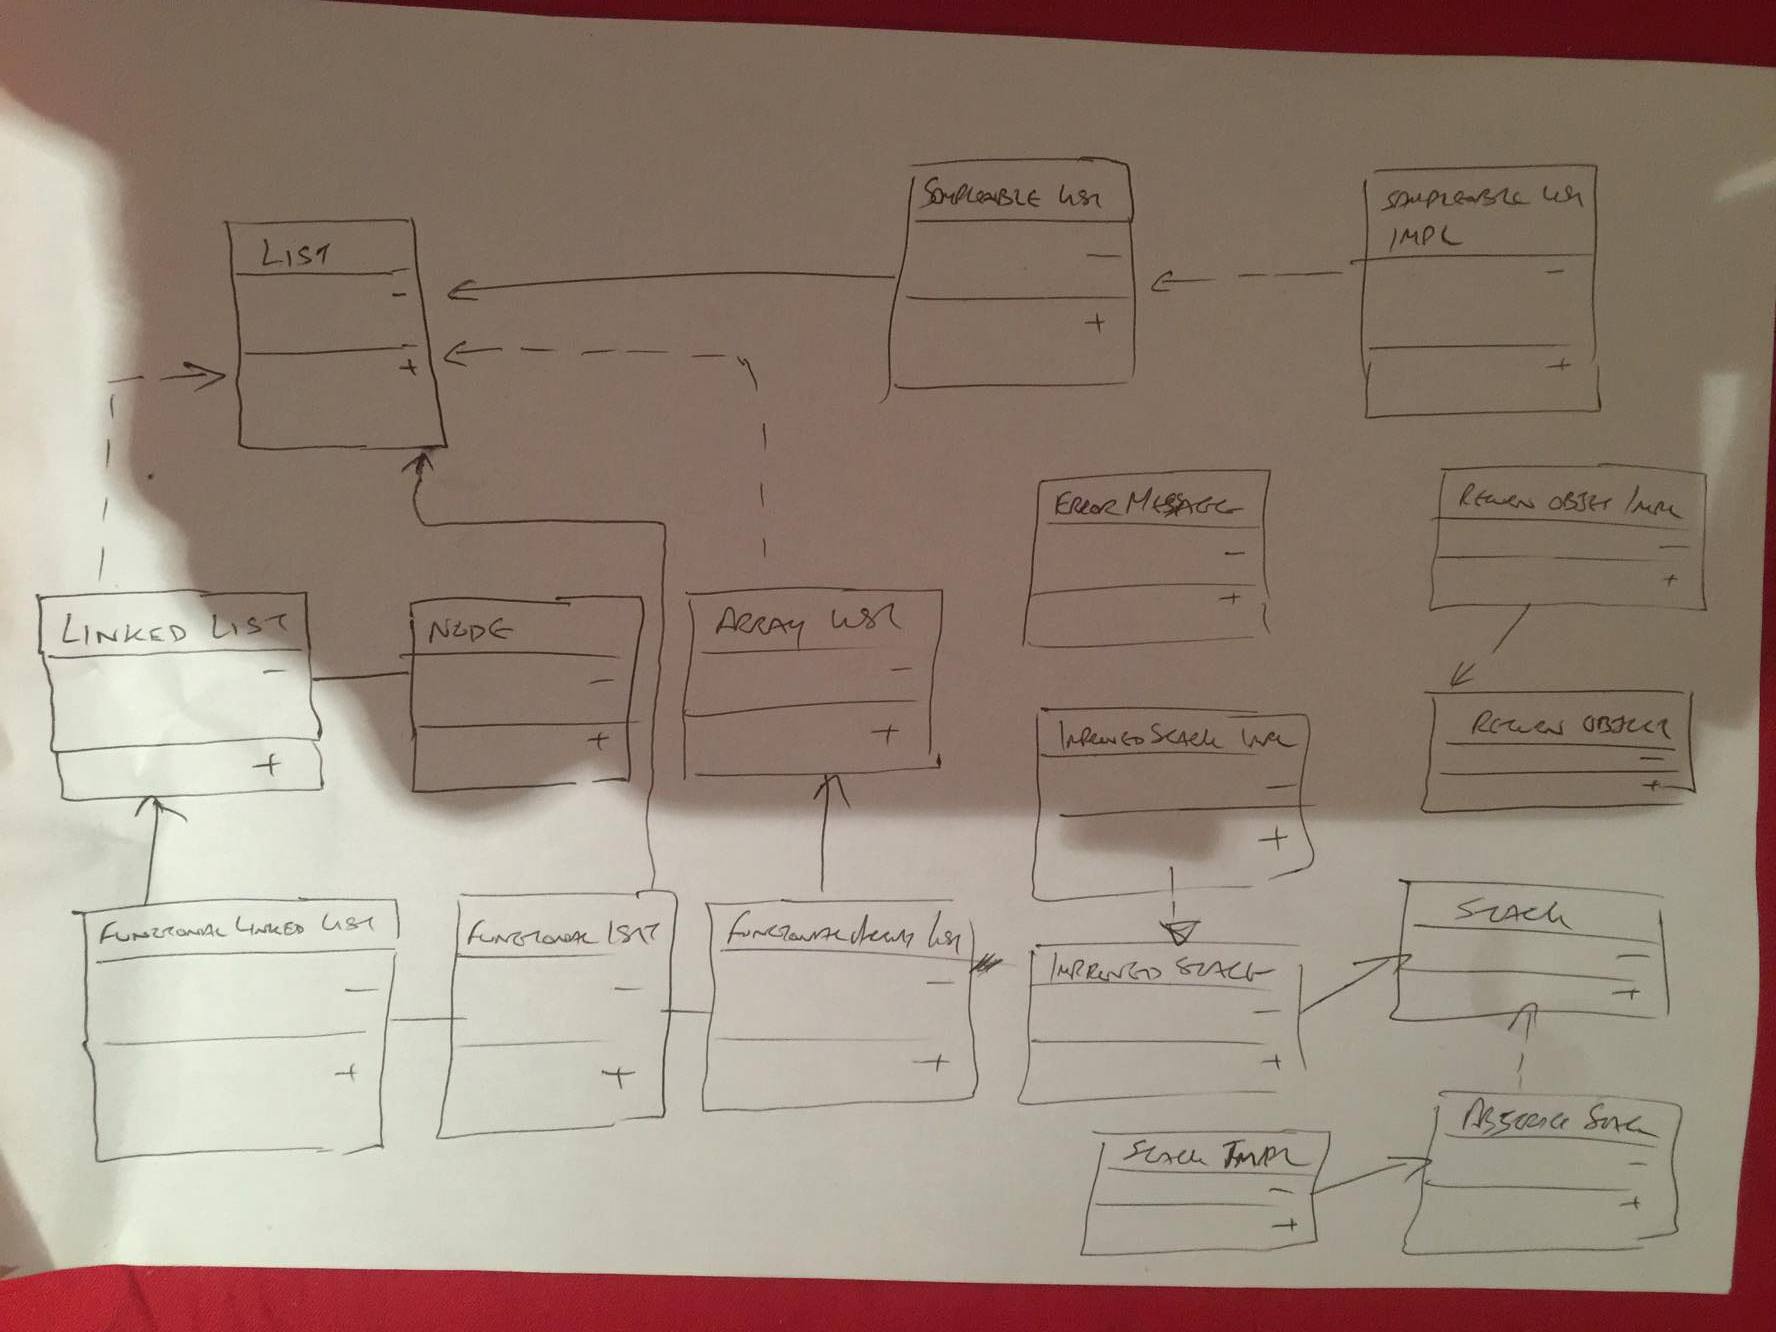 SAMPLEABLE LIST
SAMPLEABLE LIST
IMPL
LIST
-
+
-
+
-
+
ERROR MESSAGE
-
+
RETURN OBJECT IMPL
-
+
LINKED LIST
-
+
NODE
-
+
ARRAY LIST
-
+
IMPROVED STACK IMPL
-
+
RETURN OBJECT
-
+
FUNCTIONAL LINKED LIST
-
+
FUNCTIONAL LIST
-
+
FUNCTIONAL ARRAY LIST
-
+
IMPROVED STACK
-
+
STACK
-
+
STACK IMPL
-
+
ABSTRACT STACK
-
+